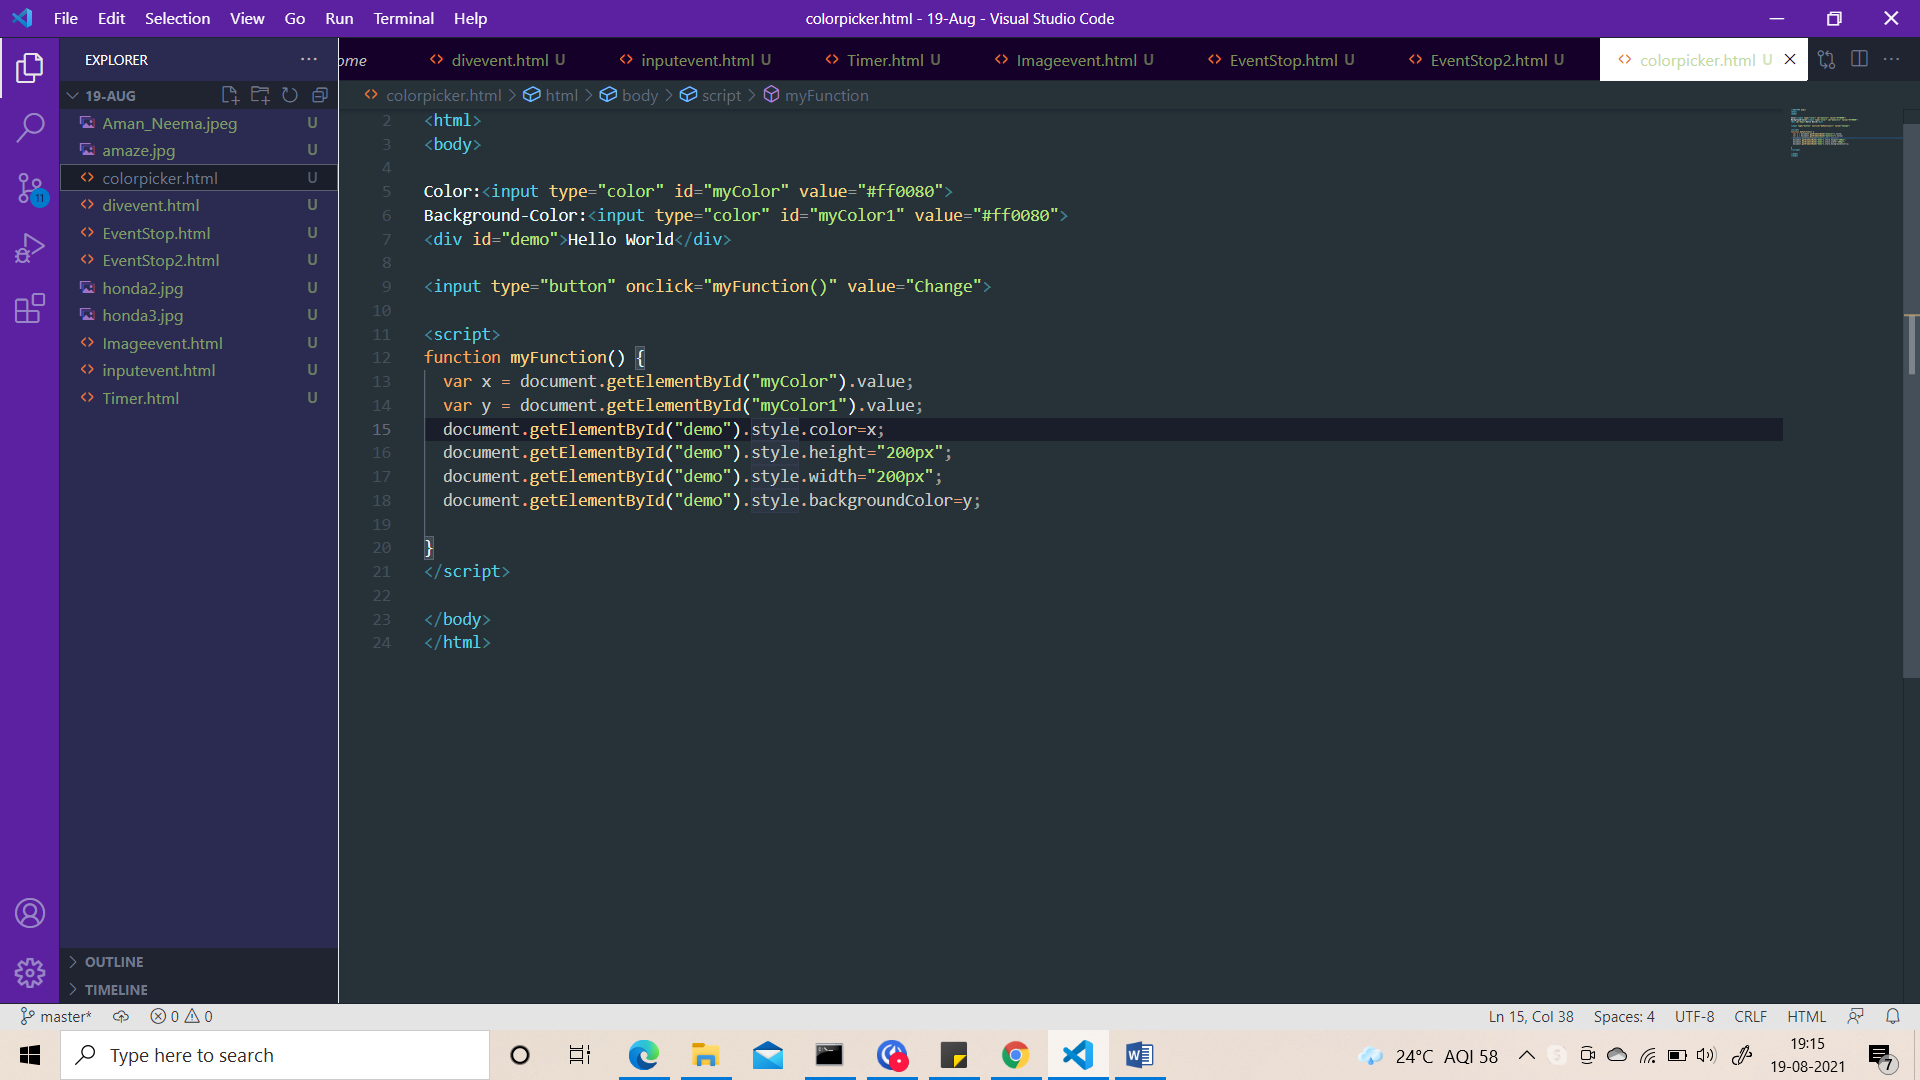 File Edit Selection View Go Run Terminal Help
colorpicker.html - 19-Aug - Visual Studio Code
EXPLORER
ome
divevent.html U
inputevent.html U
Timer.html U
Imageevent.html U
EventStop.html U
EventStop2.html U
colorpicker.html U
19-AUG
colorpicker.html > html > body > script > myFunction
Aman_Neema.jpeg U
amaze.jpg U
colorpicker.html U
divevent.html U
EventStop.html U
EventStop2.html U
honda2.jpg U
honda3.jpg U
Imageevent.html U
inputevent.html U
Timer.html U
11
OUTLINE
TIMELINE
2 <html>
3 <body>
4
5 Color:<input type="color" id="myColor" value="#ff0080">
6 Background-Color:<input type="color" id="myColor1" value="#ff0080">
7 <div id="demo">Hello World</div>
8
9 <input type="button" onclick="myFunction()" value="Change">
10
11 <script>
12 function myFunction() {
13 var x = document.getElementById("myColor").value;
14 var y = document.getElementById("myColor1").value;
15 document.getElementById("demo").style.color=x;
16 document.getElementById("demo").style.height="200px";
17 document.getElementById("demo").style.width="200px";
18 document.getElementById("demo").style.backgroundColor=y;
19
20 }
21 </script>
22
23 </body>
24 </html>
master* 0 0
Ln 15, Col 38 Spaces: 4 UTF-8 CRLF HTML
Type here to search
24°C AQI 58
19:15
19-08-2021
7